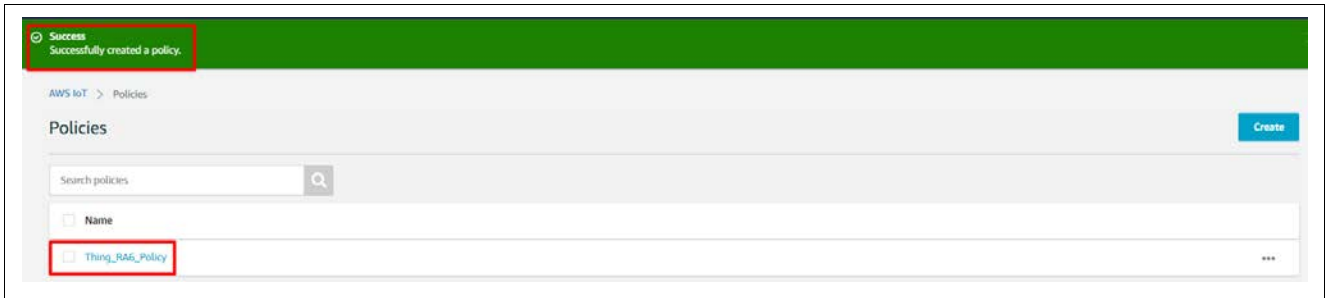 Success
Successfully created a policy.
AWS IoT > Policies
Policies
Create
Search policies
Name
Thing_RA6_Policy